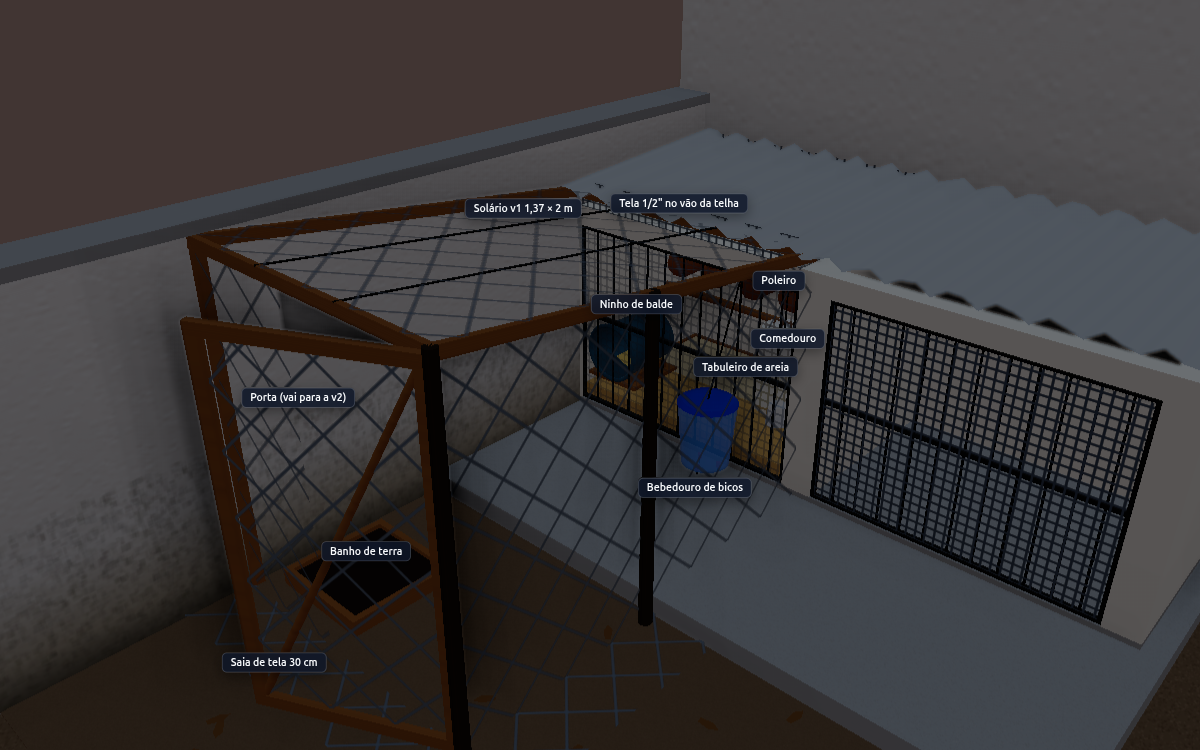 Solário v1 1,37 × 2 m
Tela 1/2" no vão da telha
Poleiro
Ninho de balde
Comedouro
Tabuleiro de areia
Porta (vai para a v2)
Bebedouro de bicos
Banho de terra
Saia de tela 30 cm